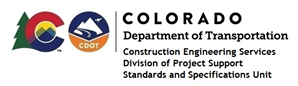 CDOT
COLORADO
Department of Transportation
Construction Engineering Services
Division of Project Support
Standards and Specifications Unit